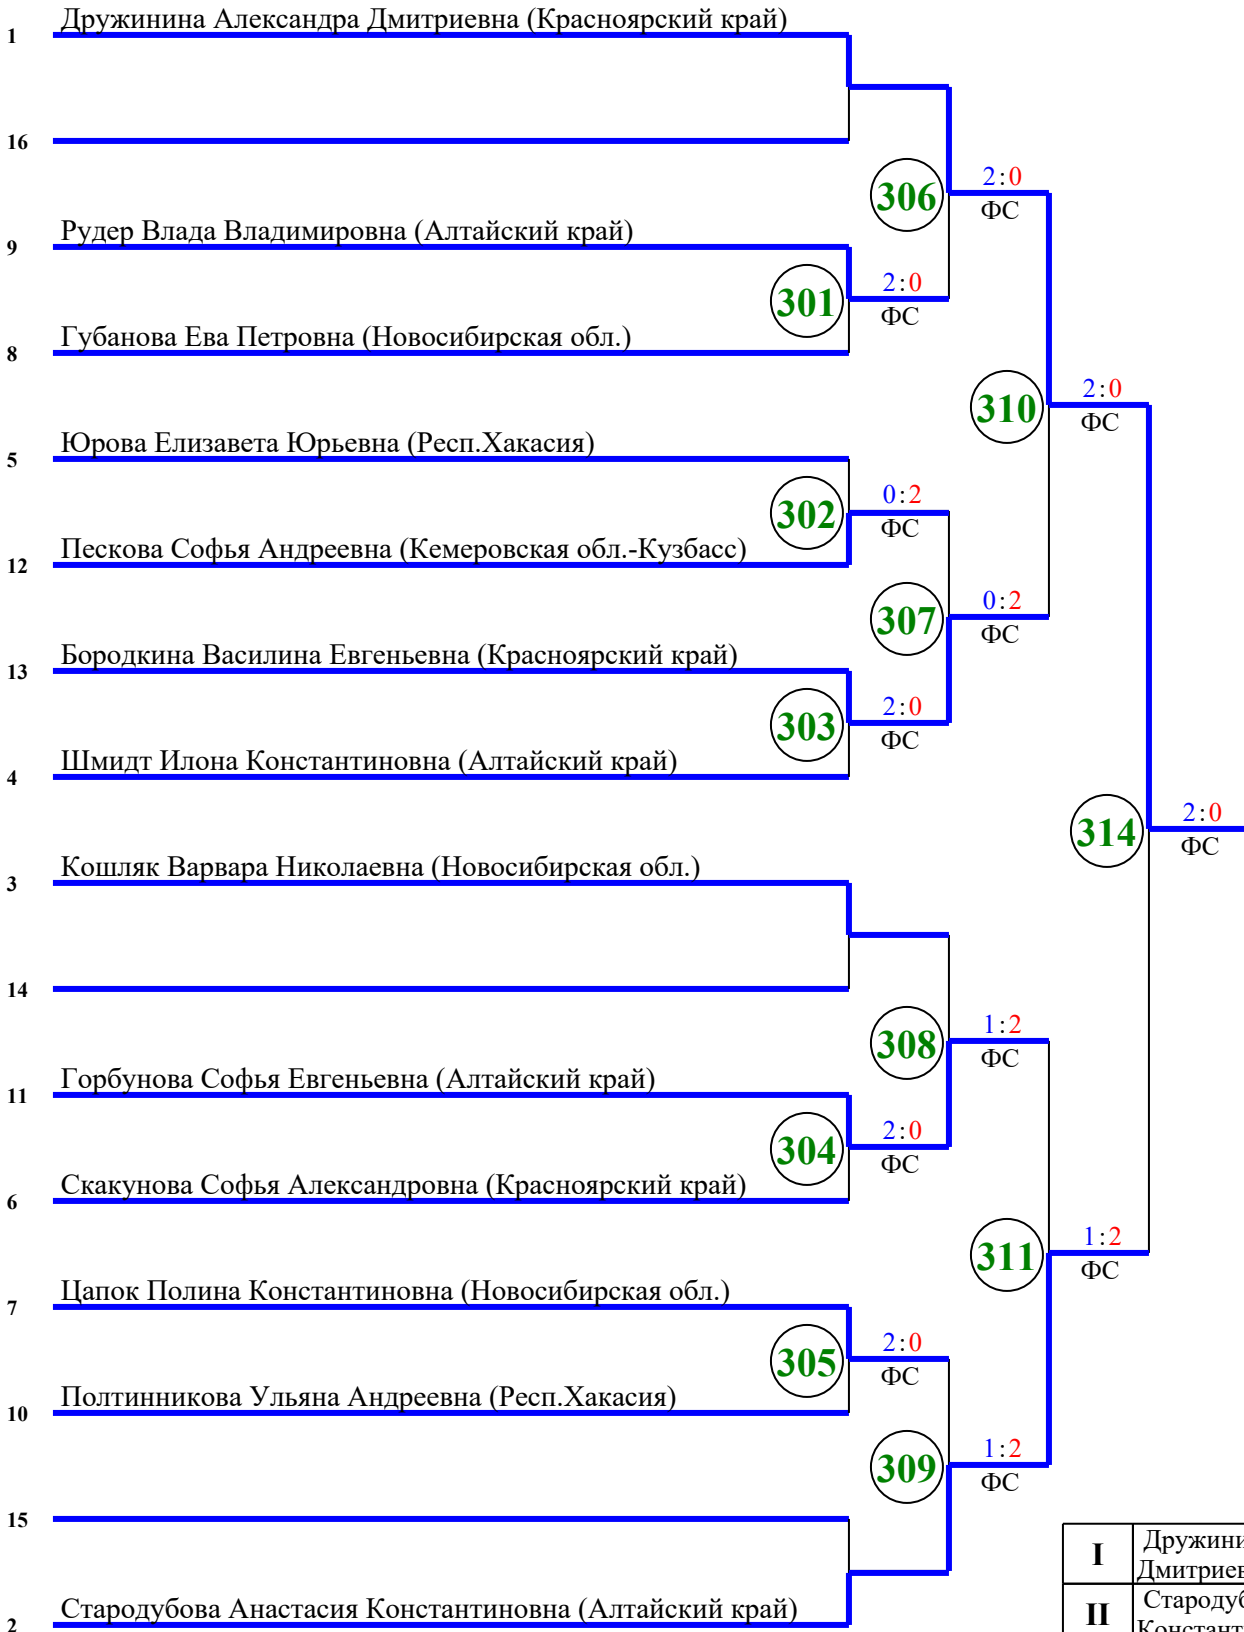 Дружинина Александра Дмитриевна (Красноярский край)
1
16
306
2:0
ФС
Рудер Влада Владимировна (Алтайский край)
9
301
2:0
ФС
Губанова Ева Петровна (Новосибирская обл.)
8
310
2:0
ФС
Юрова Елизавета Юрьевна (Респ.Хакасия)
5
302
0:2
ФС
Пескова Софья Андреевна (Кемеровская обл.-Кузбасс)
12
307
0:2
ФС
Бородкина Василина Евгеньевна (Красноярский край)
13
303
2:0
ФС
Шмидт Илона Константиновна (Алтайский край)
4
314
2:0
ФС
Кошляк Варвара Николаевна (Новосибирская обл.)
3
14
308
1:2
ФС
Горбунова Софья Евгеньевна (Алтайский край)
11
304
2:0
ФС
Скакунова Софья Александровна (Красноярский край)
6
311
1:2
ФС
Цапок Полина Константиновна (Новосибирская обл.)
7
305
2:0
ФС
Полтинникова Ульяна Андреевна (Респ.Хакасия)
10
309
1:2
ФС
15
Стародубова Анастасия Константиновна (Алтайский край)
2
I
II